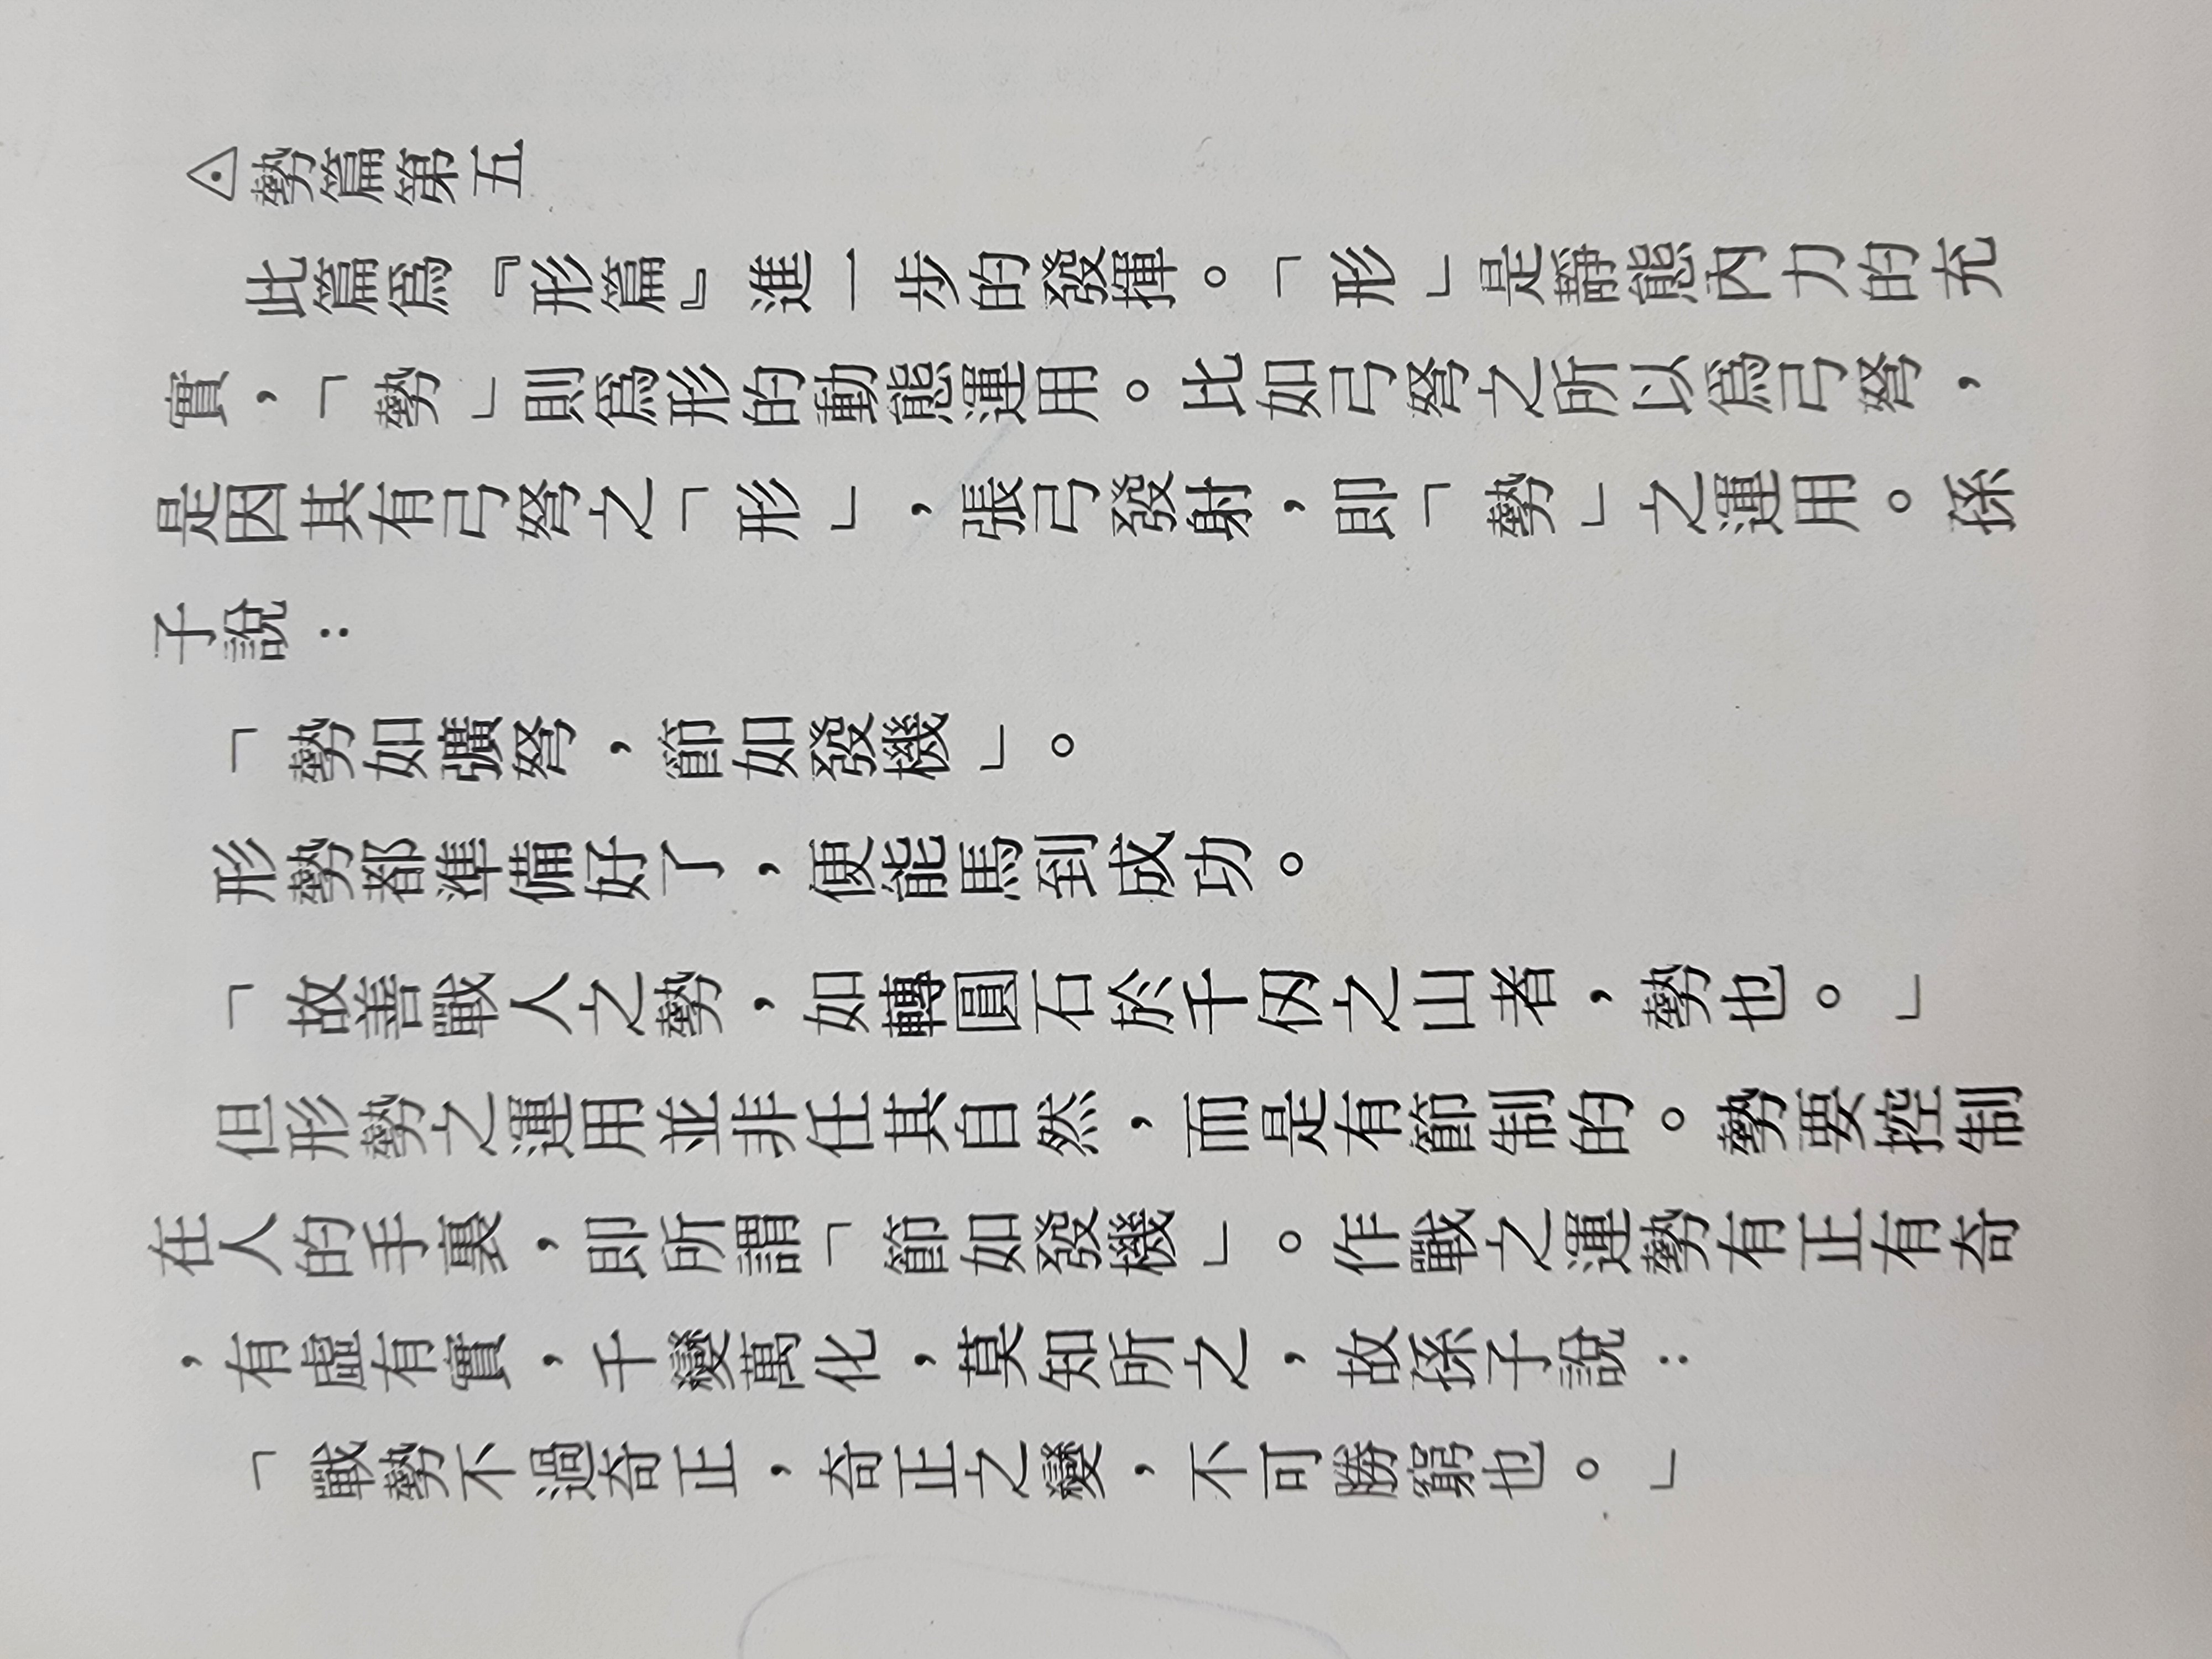 ◬勢篇第五
此篇爲『形篇』進一步的發揮。「形」是靜態內力的充
實，「勢」則爲形的動態運用。比如弓弩之所以爲弓弩，
是因其有弓弩之「形」，張弓發射，即「勢」之運用。孫
子說：
「勢如彍弩，節如發機」。
形勢都準備好了，便能馬到成功。
「故善戰人之勢，如轉圓石於千仭之山者，勢也。」
但形勢之運用並非任其自然，而是有節制的。勢要控制
在人的手裏，即所謂「節如發機」。作戰之運勢有正有奇
，有虛有實，千變萬化，莫知所之，故孫子說：
「戰勢不過奇正，奇正之變，不可勝窮也。」